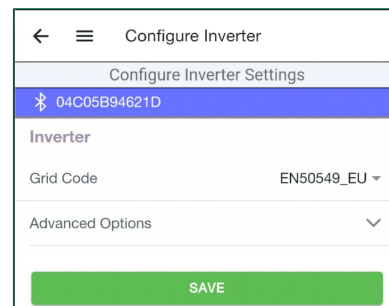 Configure Inverter
Configure Inverter Settings
04C05B94621D
Inverter
Grid Code EN50549_EU
Advanced Options
SAVE